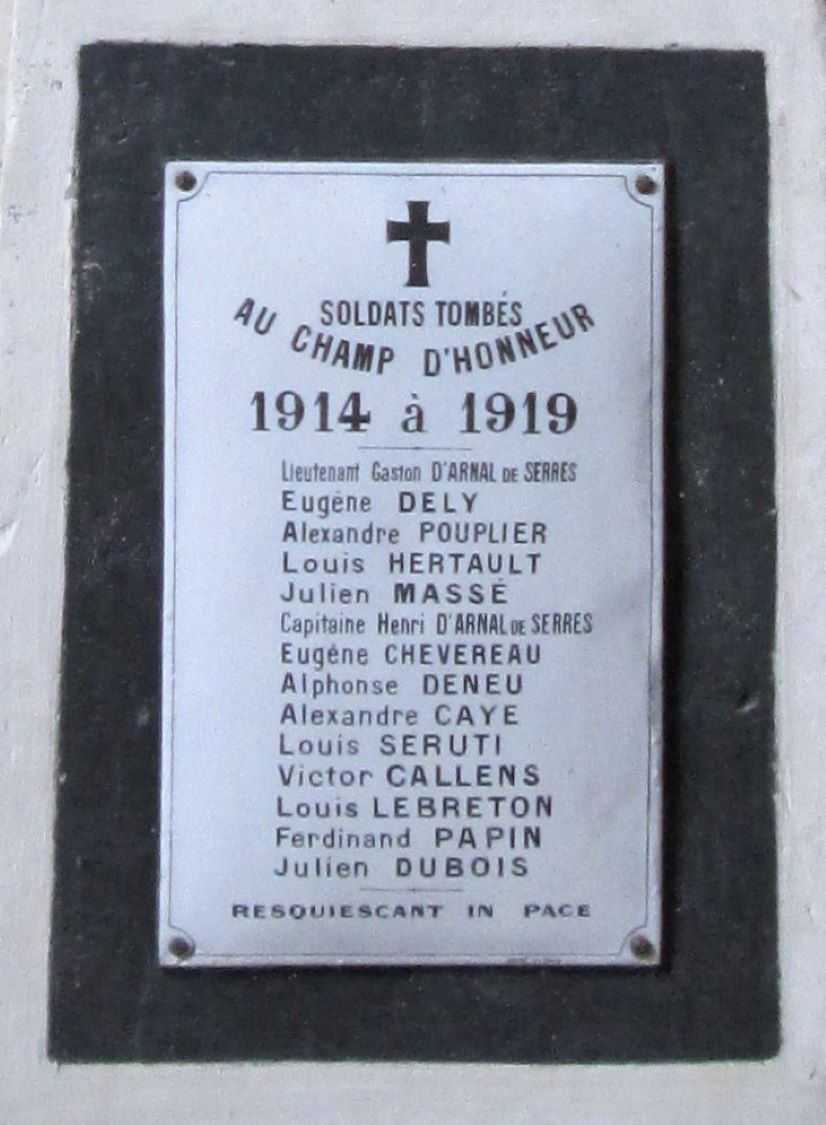 SOLDATS TOMBÉS
AU CHAMP D'HONNEUR
1914 à 1919
Lieutenant Gaston D'ARNAL DE SERRES
Eugène DELY
Alexandre POUPLIER
Louis HERTAULT
Julien MASSÉ
Capitaine Henri D'ARNAL DE SERRES
Eugène CHEVEREAU
Alphonse DENEU
Alexandre CAYE
Louis SERUTI
Victor CALLENS
Louis LEBRETON
Ferdinand PAPIN
Julien DUBOIS
RESQUIESCANT IN PACE